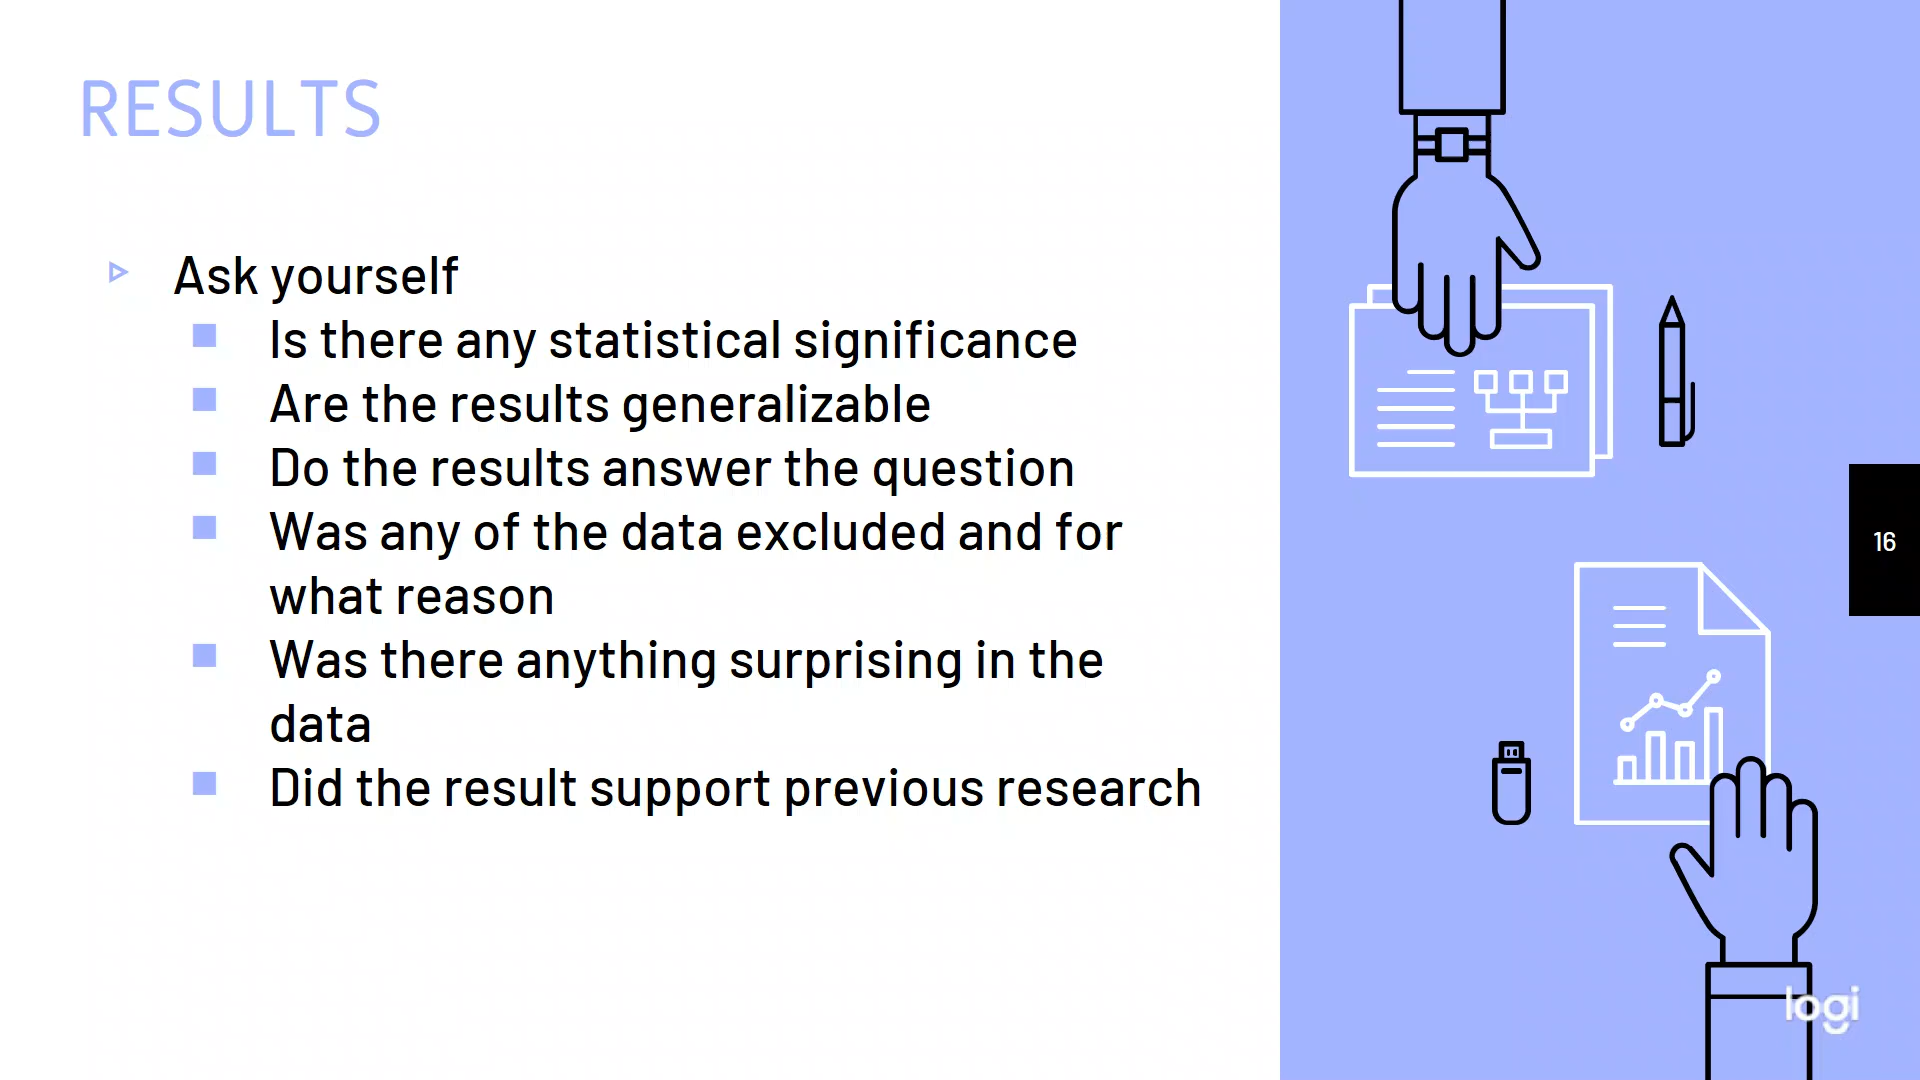 RESULTS
Ask yourself
Is there any statistical significance
Are the results generalizable
Do the results answer the question
Was any of the data excluded and for
what reason
Was there anything surprising in the
data
Did the result support previous research
16
logi